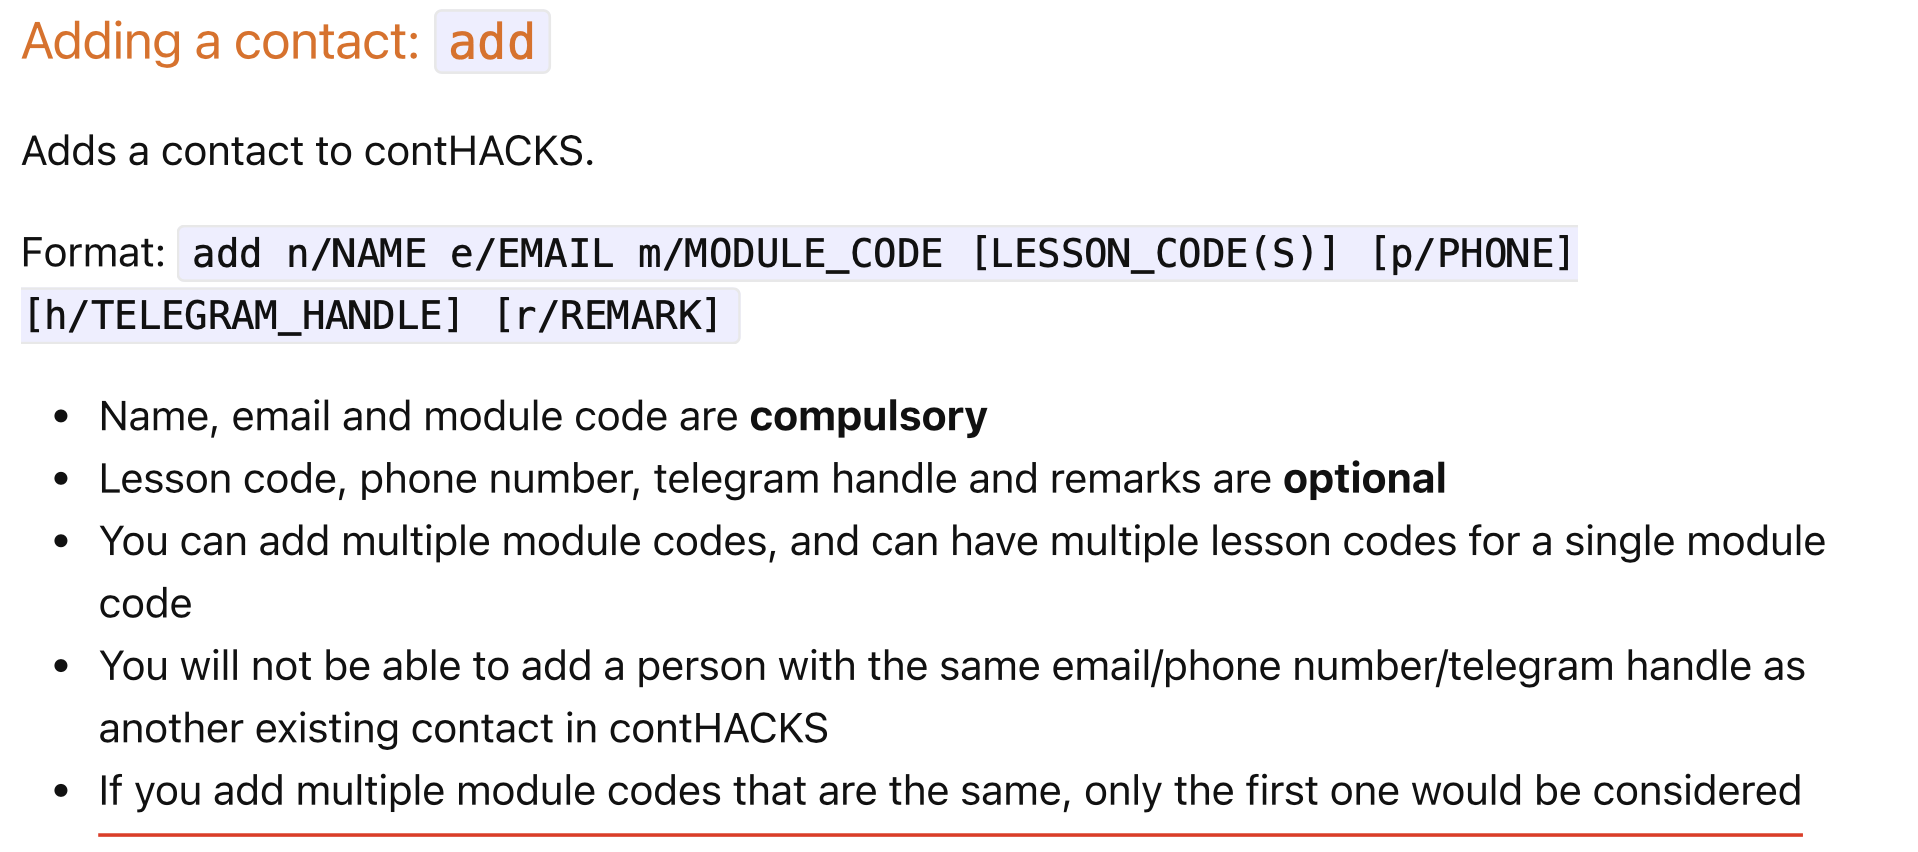 Adding a contact: add
Adds a contact to contHACKS.
Format: add n/NAME e/EMAIL m/MODULE_CODE [LESSON_CODE(S)] [p/PHONE]
[h/TELEGRAM_HANDLE] [r/REMARK]
• Name, email and module code are compulsory
• Lesson code, phone number, telegram handle and remarks are optional
• You can add multiple module codes, and can have multiple lesson codes for a single module
code
• You will not be able to add a person with the same email/phone number/telegram handle as
another existing contact in contHACKS
• If you add multiple module codes that are the same, only the first one would be considered